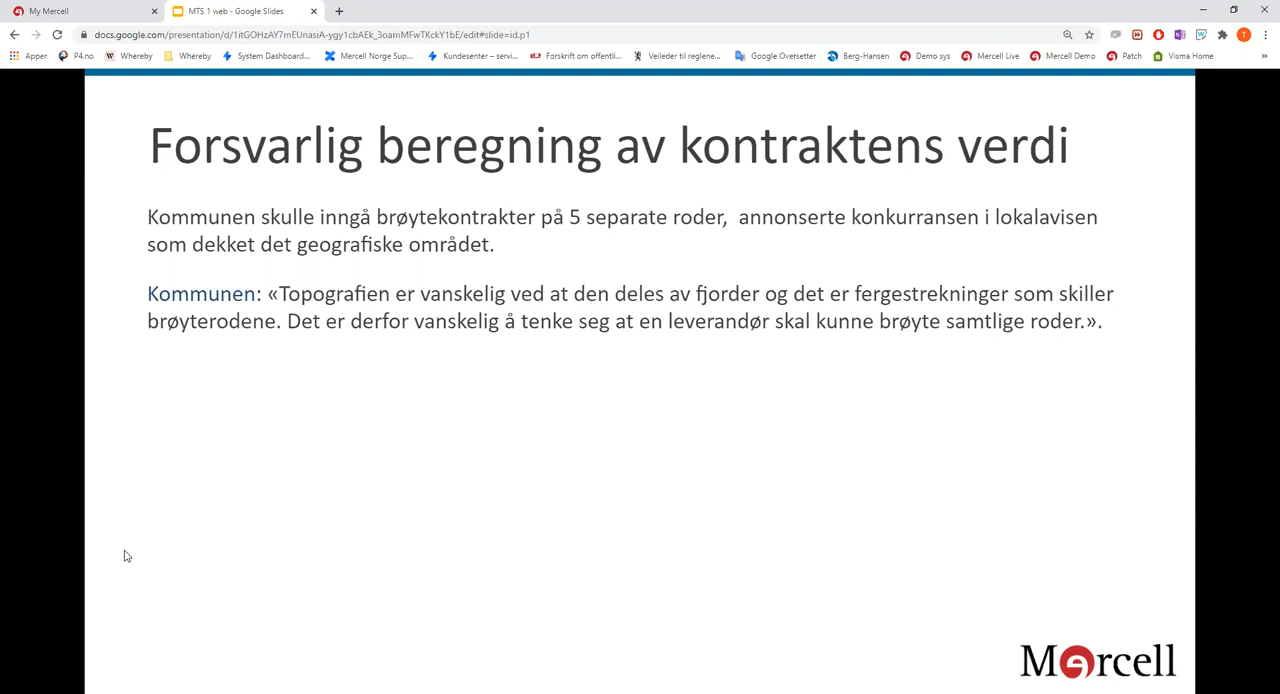 My Mercell
MTS 1 web - Google Slides
docs.google.com/presentation/d/1itGOHzAY7mEUnasiA-ygy1cbAEk_3oamMFwTKckY1bE/edit#slide=id.p1
T
Apper P4.no Whereby Whereby System Dashboard... Mercell Norge Sup... Kundesenter – servi... Forskrift om offentli... Veileder til reglene... Google Oversetter Berg-Hansen Demo sys Mercell Live Mercell Demo Patch Visma Home »
Forsvarlig beregning av kontraktens verdi
Kommunen skulle inngå brøytekontrakter på 5 separate roder, annonserte konkurransen i lokalavisen
som dekket det geografiske området.
Kommunen: «Topografien er vanskelig ved at den deles av fjorder og det er fergestrekninger som skiller
brøyterodene. Det er derfor vanskelig å tenke seg at en leverandør skal kunne brøyte samtlige roder.».
Mercell